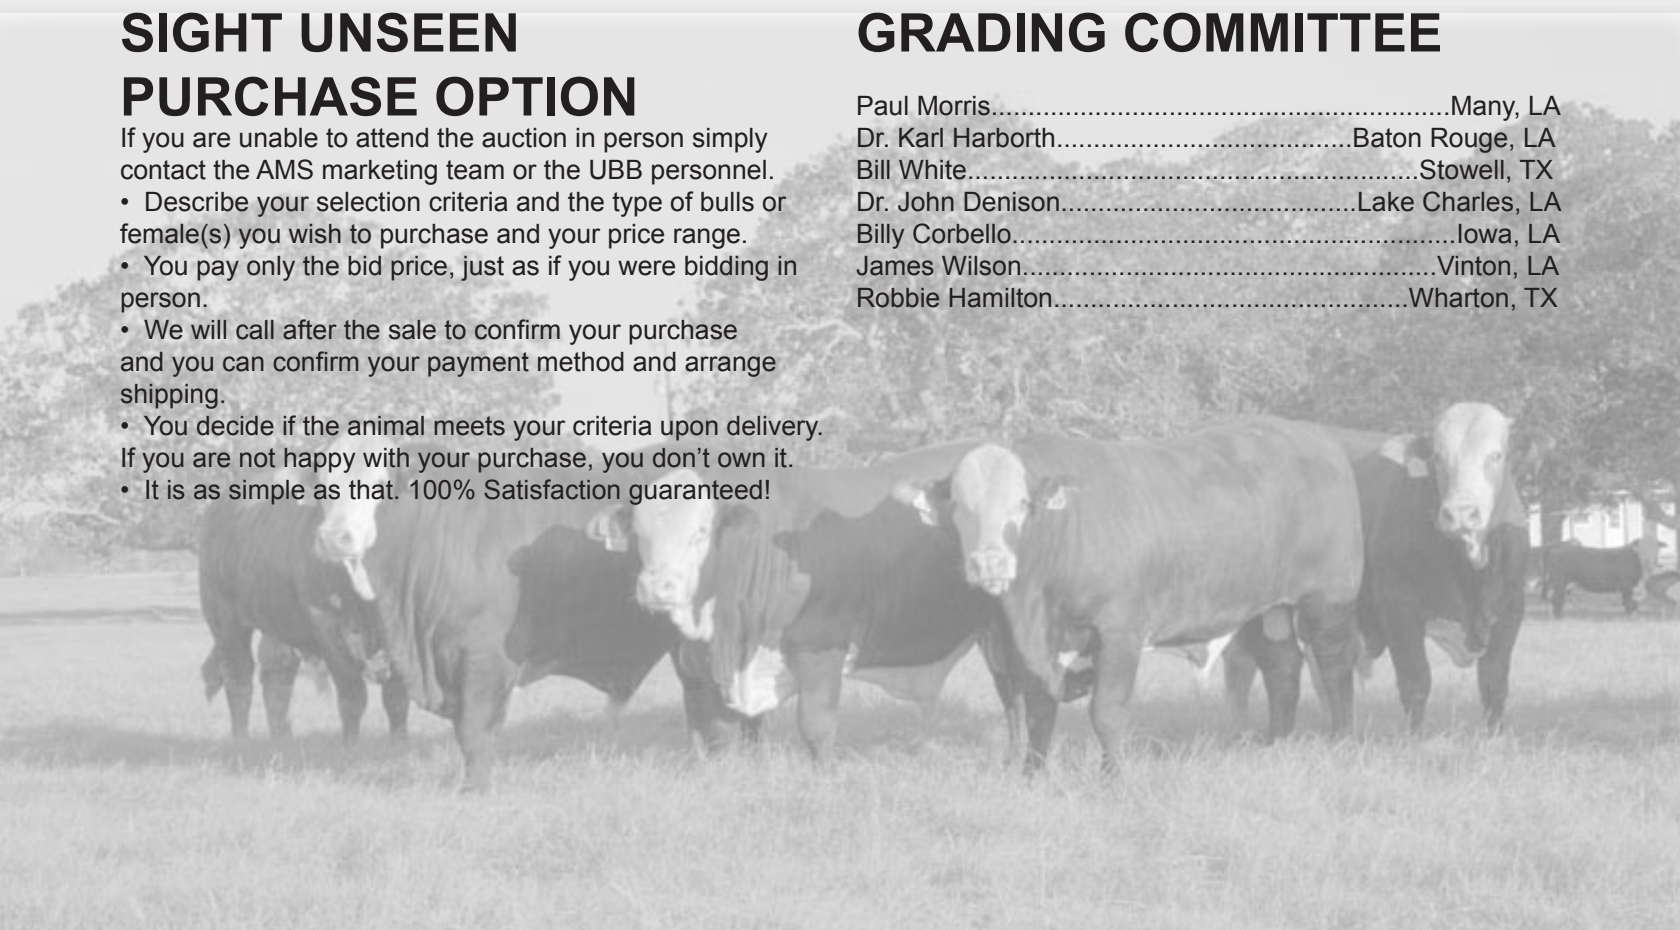 SIGHT UNSEEN
PURCHASE OPTION
If you are unable to attend the auction in person simply
contact the AMS marketing team or the UBB personnel.
• Describe your selection criteria and the type of bulls or
female(s) you wish to purchase and your price range.
• You pay only the bid price, just as if you were bidding in
person.
• We will call after the sale to confirm your purchase
and you can confirm your payment method and arrange
shipping.
• You decide if the animal meets your criteria upon delivery.
If you are not happy with your purchase, you don’t own it.
• It is as simple as that. 100% Satisfaction guaranteed!
GRADING COMMITTEE
Paul Morris..............................................................Many, LA
Dr. Karl Harborth........................................Baton Rouge, LA
Bill White.............................................................Stowell, TX
Dr. John Denison........................................Lake Charles, LA
Billy Corbello............................................................Iowa, LA
James Wilson........................................................Vinton, LA
Robbie Hamilton................................................Wharton, TX